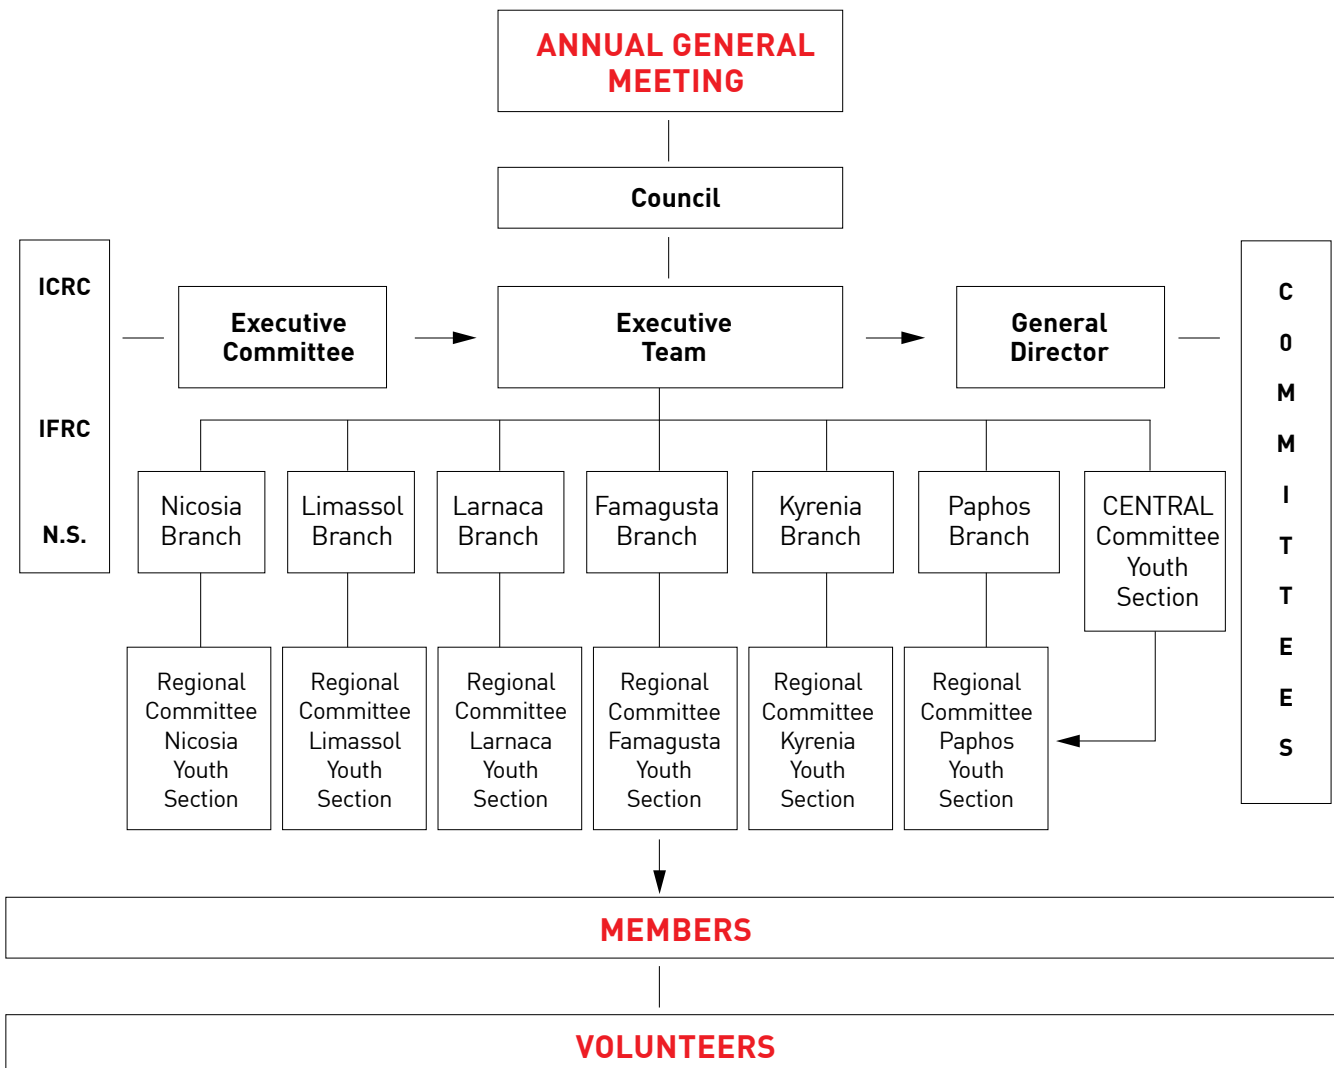 ANNUAL GENERAL
MEETING
Council
ICRC
IFRC
N.S.
Executive
Committee
Executive
Team
General
Director
C
O
M
M
I
T
T
E
E
S
Nicosia
Branch
Limassol
Branch
Larnaca
Branch
Famagusta
Branch
Kyrenia
Branch
Paphos
Branch
CENTRAL
Committee
Youth
Section
Regional
Committee
Nicosia
Youth
Section
Regional
Committee
Limassol
Youth
Section
Regional
Committee
Larnaca
Youth
Section
Regional
Committee
Famagusta
Youth
Section
Regional
Committee
Kyrenia
Youth
Section
Regional
Committee
Paphos
Youth
Section
MEMBERS
VOLUNTEERS